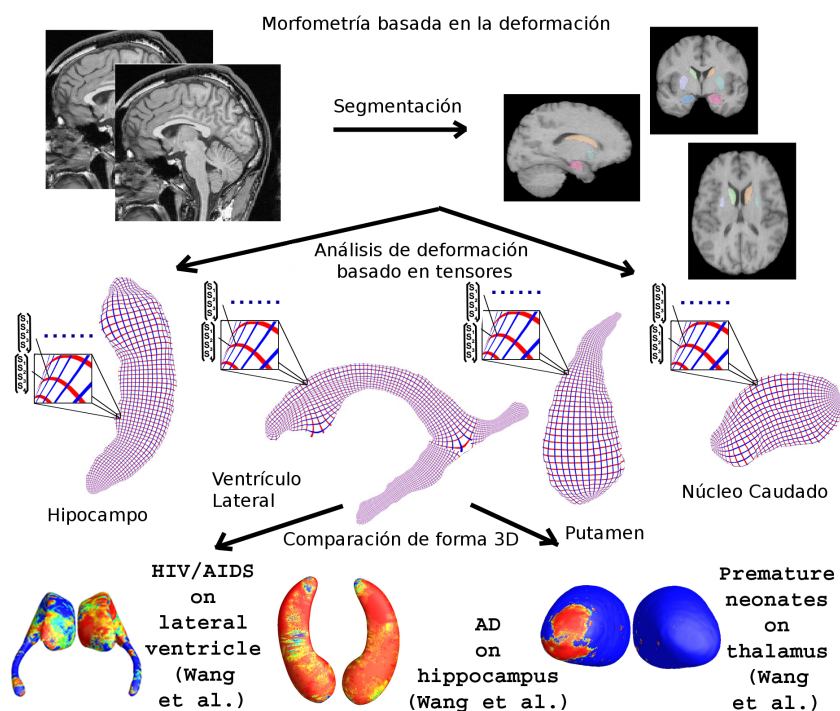 Morfometría basada en la deformación
Segmentación
Análisis de deformación
basado en tensores
Hipocampo
Ventrículo
Lateral
Putamen
Núcleo Caudado
Comparación de forma 3D
HIV/AIDS
on
lateral
ventricle
(Wang
et al.)
AD
on
hippocampus
(Wang et al.)
Premature
neonates
on
thalamus
(Wang
et al.)